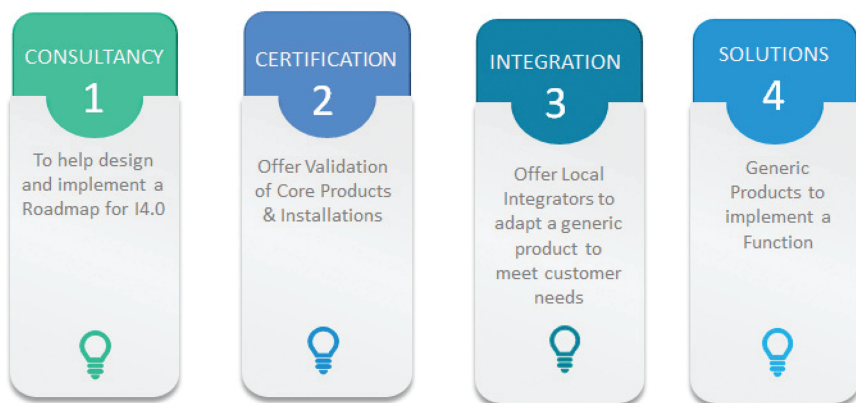 CONSULTANCY
1
To help design
and implement a
Roadmap for I4.0
CERTIFICATION
2
Offer Validation
of Core Products
& Installations
INTEGRATION
3
Offer Local
Integrators to
adapt a generic
product to
meet customer
needs
SOLUTIONS
4
Generic
Products to
implement a
Function